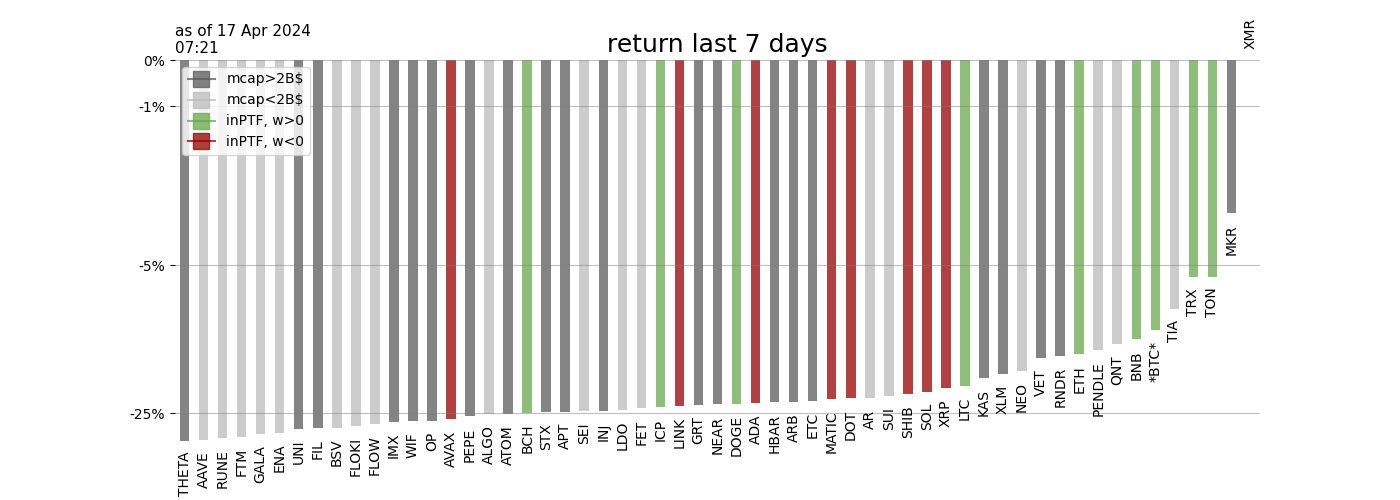 as of 17 Apr 2024
07:21
return last 7 days
XMR
0%
-1%
-5%
-25%
mcap>2B$
mcap<2B$
inPTF, w>0
inPTF, w<0
THETA
AAVE
RUNE
FTM
GALA
ENA
UNI
FIL
BSV
FLOKI
FLOW
IMX
WIF
OP
AVAX
PEPE
ALGO
ATOM
BCH
STX
APT
SEI
INJ
LDO
FET
ICP
LINK
GRT
NEAR
DOGE
ADA
HBAR
ARB
ETC
MATIC
DOT
AR
SUI
SHIB
SOL
XRP
LTC
KAS
XLM
NEO
VET
RNDR
ETH
PENDLE
QNT
BNB
*BTC*
TIA
TRX
TON
MKR